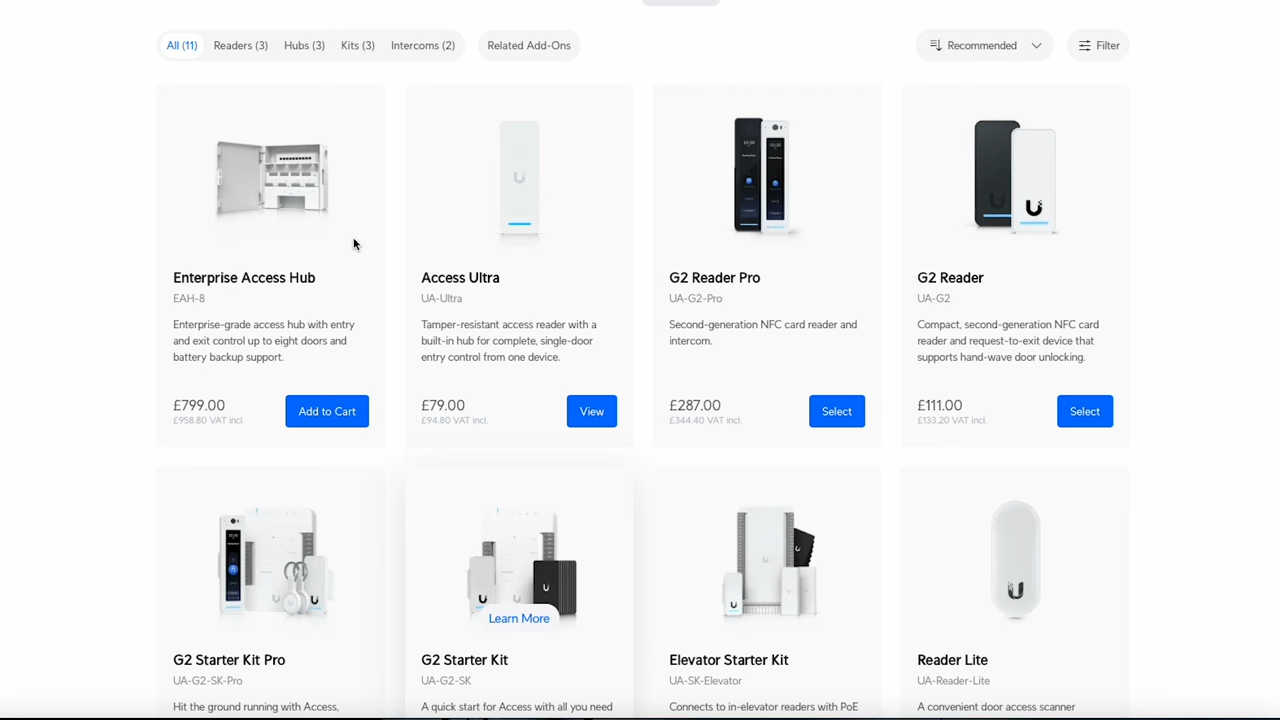 All (11) Readers (3) Hubs (3) Kits (3) Intercoms (2) Related Add-Ons Recommended Filter
Enterprise Access Hub
EAH-8
Enterprise-grade access hub with entry
and exit control up to eight doors and
battery backup support.
£799.00
£958.80 VAT incl.
Add to Cart
Access Ultra
UA-Ultra
Tamper-resistant access reader with a
built-in hub for complete, single-door
entry control from one device.
£79.00
£94.80 VAT incl.
View
G2 Reader Pro
UA-G2-Pro
Second-generation NFC card reader and
intercom.
£287.00
£344.40 VAT incl.
Select
G2 Reader
UA-G2
Compact, second-generation NFC card
reader and request-to-exit device that
supports hand-wave door unlocking.
£111.00
£133.20 VAT incl.
Select
G2 Starter Kit Pro
UA-G2-SK-Pro
Hit the ground running with Access,
Learn More
G2 Starter Kit
UA-G2-SK
A quick start for Access with all you need
Elevator Starter Kit
UA-SK-Elevator
Connects to in-elevator readers with PoE
Reader Lite
UA-Reader-Lite
A convenient door access scanner